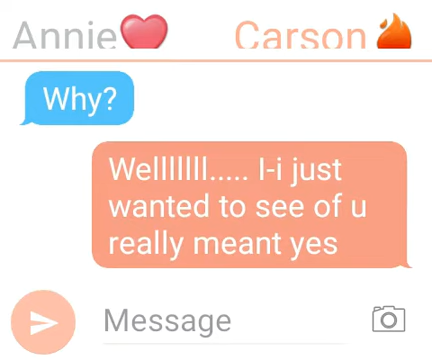 Annie❤️ Carson🔥
Why?
Welllllll..... I-i just
wanted to see of u
really meant yes
Message